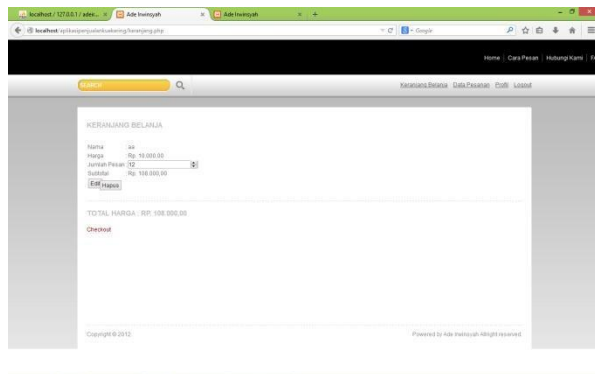 localhost / 127.0.0.1 / adeir... Ade Irwinsyah Ade Irwinsyah
localhost/aplikasipenjualankuekering/keranjang.php Google
Home Cara Pesan Hubungi Kami
SEARCH Keranjang Belanja Data Pesanan Profil Logout
KERANJANG BELANJA
Nama aa
Harga Rp. 10.000,00
Jumlah Pesan 12
Subtotal Rp. 108.000,00
Edit Hapus
TOTAL HARGA : RP. 108.000,00
Checkout
Copyright © 2012. Powered by Ade Irwinsyah Allright reserved.